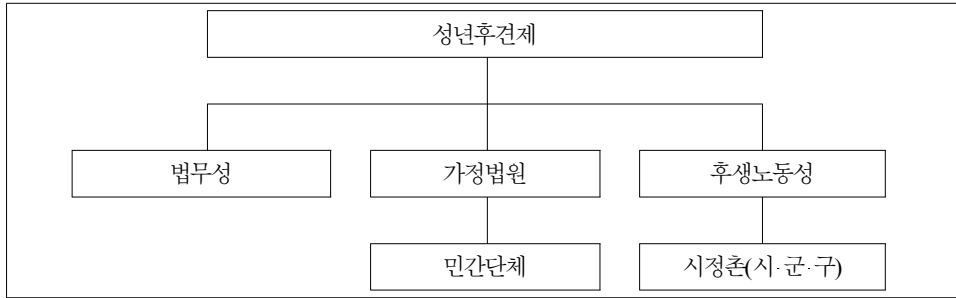 성년후견제
법무성
가정법원
후생노동성
민간단체
시정촌(시·군·구)